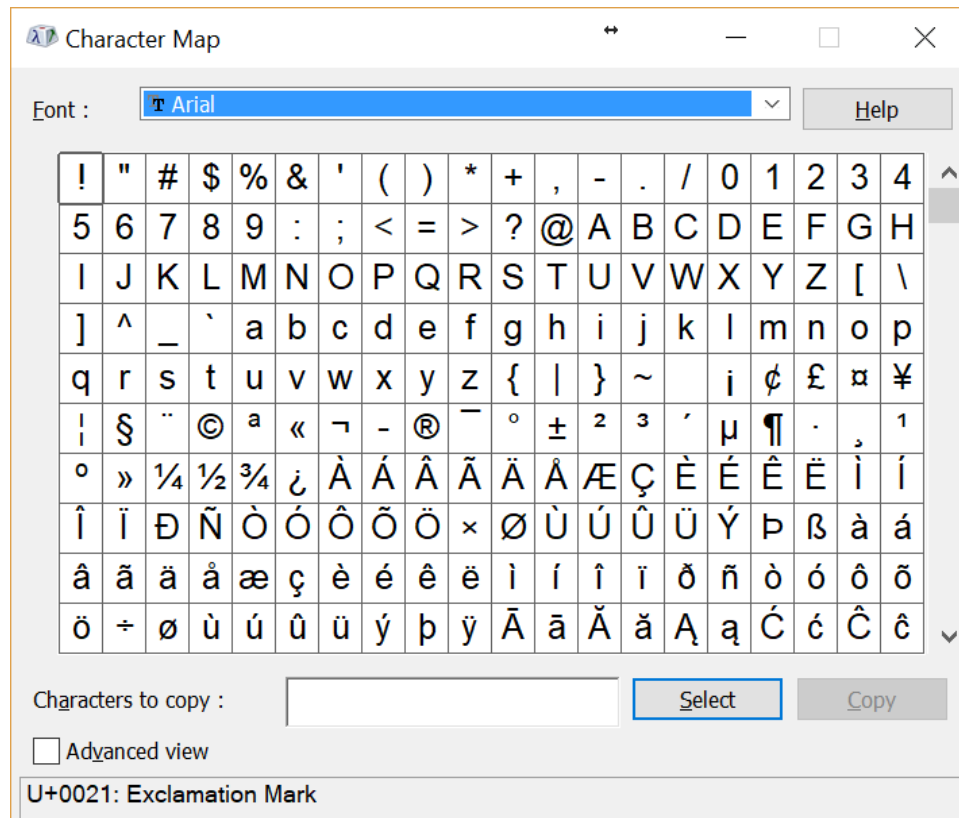 Character Map
Font :
Arial
Help
! " # $ % & ' ( ) * + , - . / 0 1 2 3 4
5 6 7 8 9 : ; < = > ? @ A B C D E F G H
I J K L M N O P Q R S T U V W X Y Z [ \
] ^ _ ` a b c d e f g h i j k l m n o p
q r s t u v w x y z { | } ~   ¡ ¢ £ ¤ ¥
¦ § ¨ © ª « ¬ - ® ¯ ° ± ² ³ ´ µ ¶ · ¸ ¹
º » ¼ ½ ¾ ¿ À Á Â Ã Ä Å Æ Ç È É Ê Ë Ì Í
Î Ï Ð Ñ Ò Ó Ô Õ Ö × Ø Ù Ú Û Ü Ý Þ ß à á
â ã ä å æ ç è é ê ë ì í î ï ð ñ ò ó ô õ
ö ÷ ø ù ú û ü ý þ ÿ Ā ā Ă ă Ą ą Ć ć Ĉ ĉ
Characters to copy :
Select
Copy
Advanced view
U+0021: Exclamation Mark